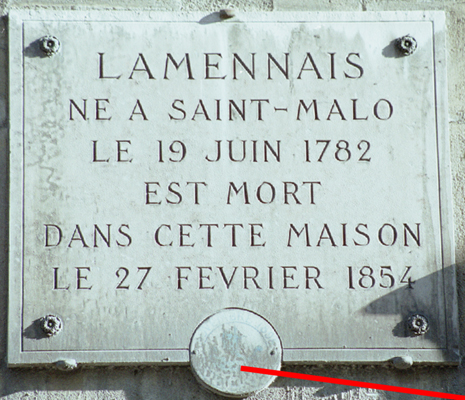 LAMENNAIS
NE A SAINT-MALO
LE 19 JUIN 1782
EST MORT
DANS CETTE MAISON
LE 27 FEVRIER 1854